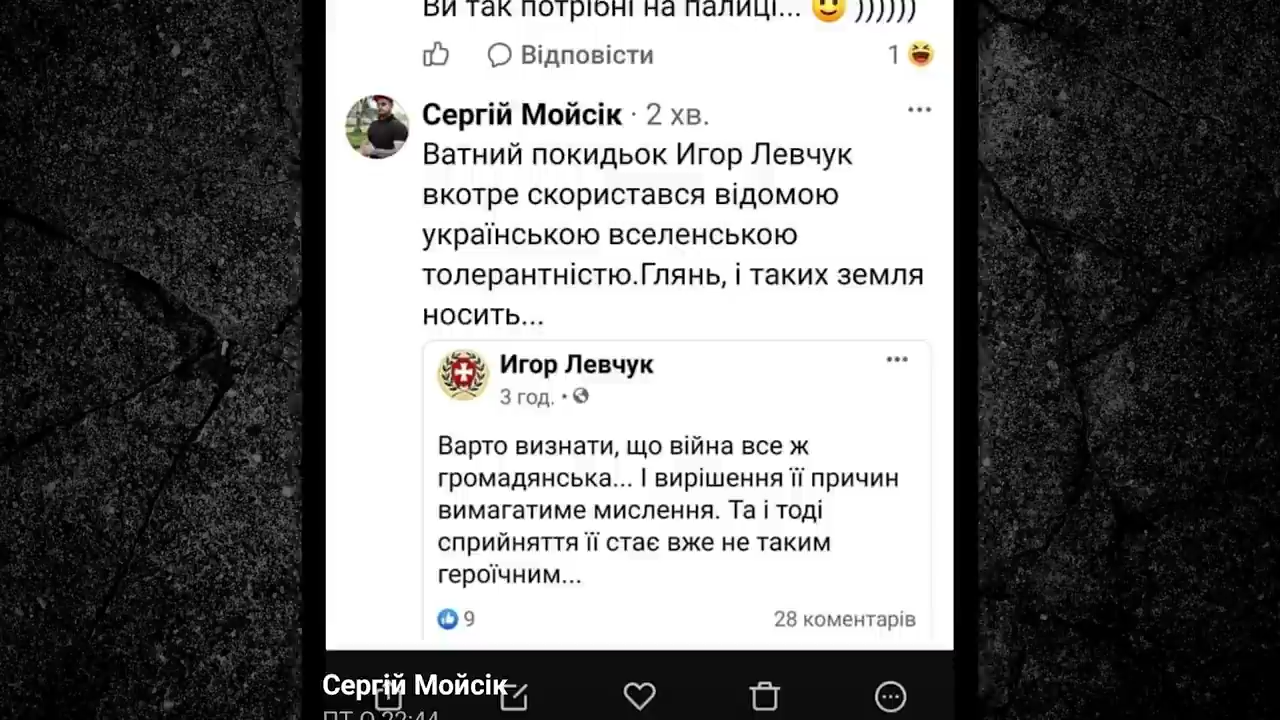 Ви так потрібні на палиці... 🙂 ))))))
Відповісти 1
Сергій Мойсік · 2 хв.
Ватний покидьок Игор Левчук
вкотре скористався відомою
українською вселенською
толерантністю.Глянь, і таких земля
носить...
Игор Левчук
3 год. ·
Варто визнати, що війна все ж
громадянська... І вирішення її причин
вимагатиме мислення. Та і тоді
сприйняття її стає вже не таким
героїчним...
9 28 коментарів
Сергій Мойсік